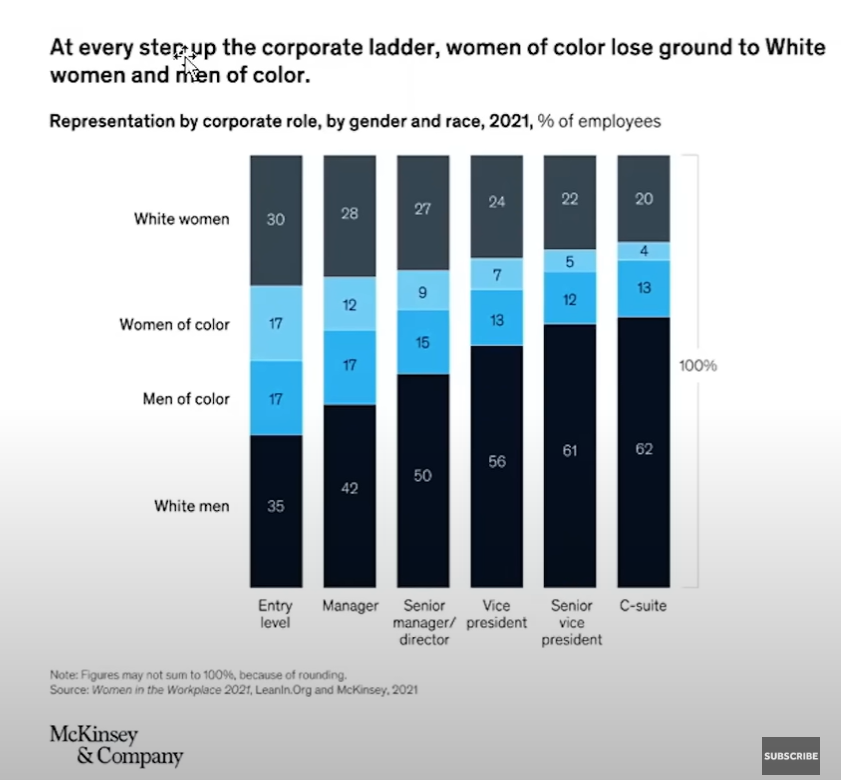 At every step up the corporate ladder, women of color lose ground to White
women and men of color.
Representation by corporate role, by gender and race, 2021, % of employees
White women 30 28 27 24 22 20
Women of color 17 12 9 7 5 4
Men of color 17 17 15 13 12 13
White men 35 42 50 56 61 62
100%
Entry level
Manager
Senior manager/ director
Vice president
Senior vice president
C-suite
Note: Figures may not sum to 100%, because of rounding.
Source: Women in the Workplace 2021, LeanIn.Org and McKinsey, 2021
McKinsey
& Company
SUBSCRIBE